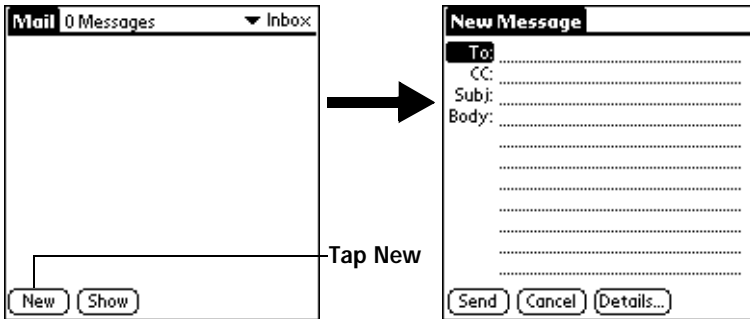 Mail 0 Messages Inbox
New Show
Tap New
New Message
To:
CC:
Subj:
Body:
Send Cancel Details...